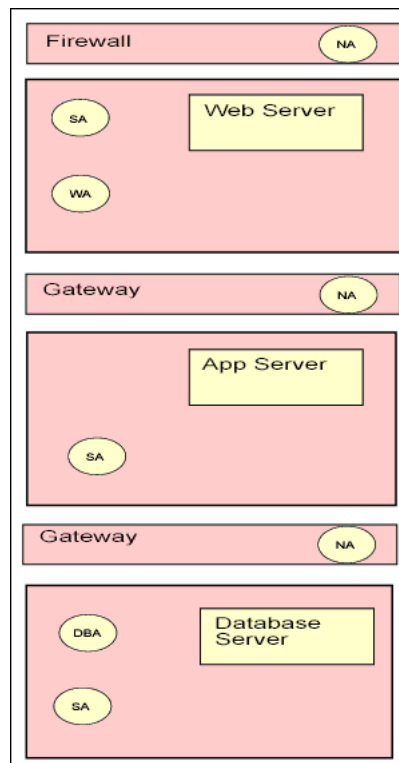 Firewall
NA
SA
Web Server
WA
Gateway
NA
App Server
SA
Gateway
NA
DBA
Database
Server
SA